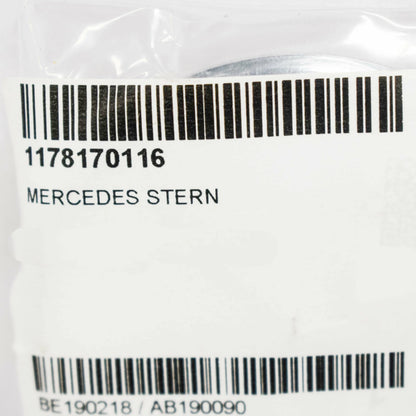 1178170116
MERCEDES STERN
BE190218 / AB190090